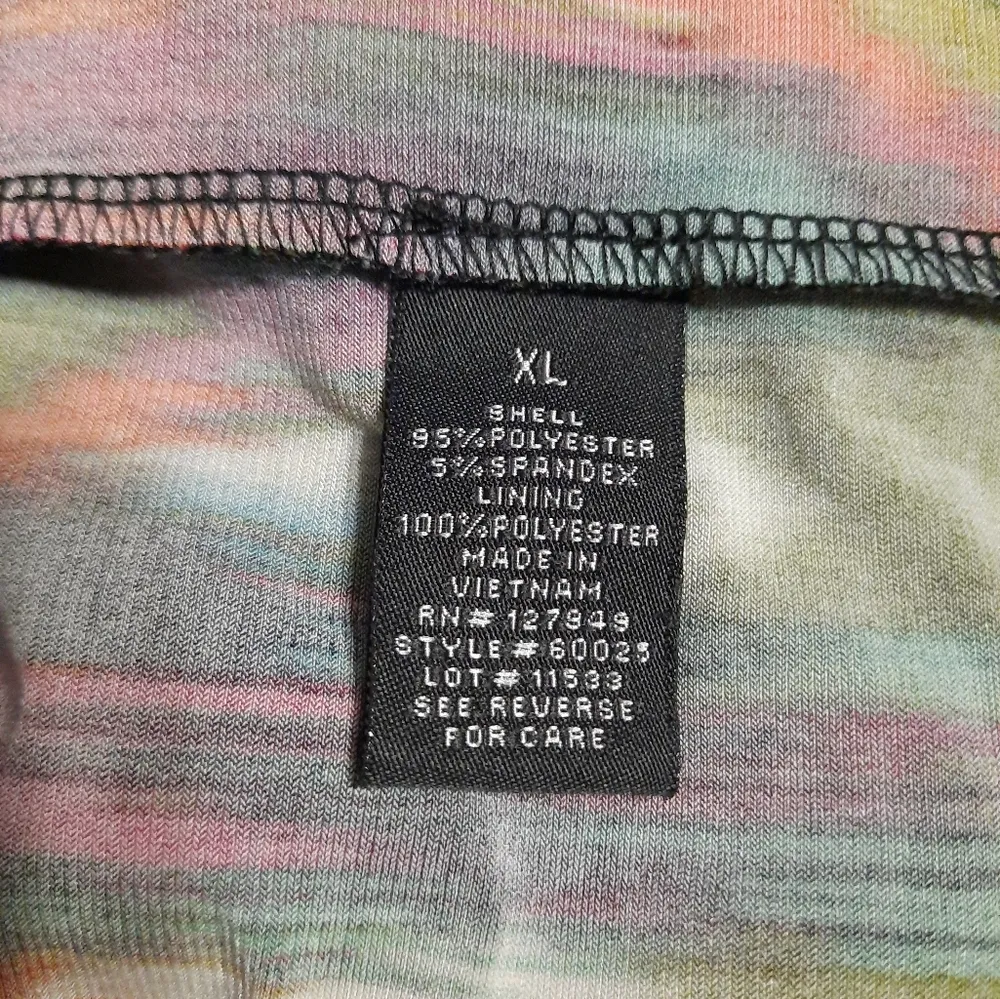 XL
SHELL
95%POLYESTER
5%SPANDEX
LINING
100%POLYESTER
MADE IN
VIETNAM
RN#127949
STYLE#60025
LOT#11533
SEE REVERSE
FOR CARE